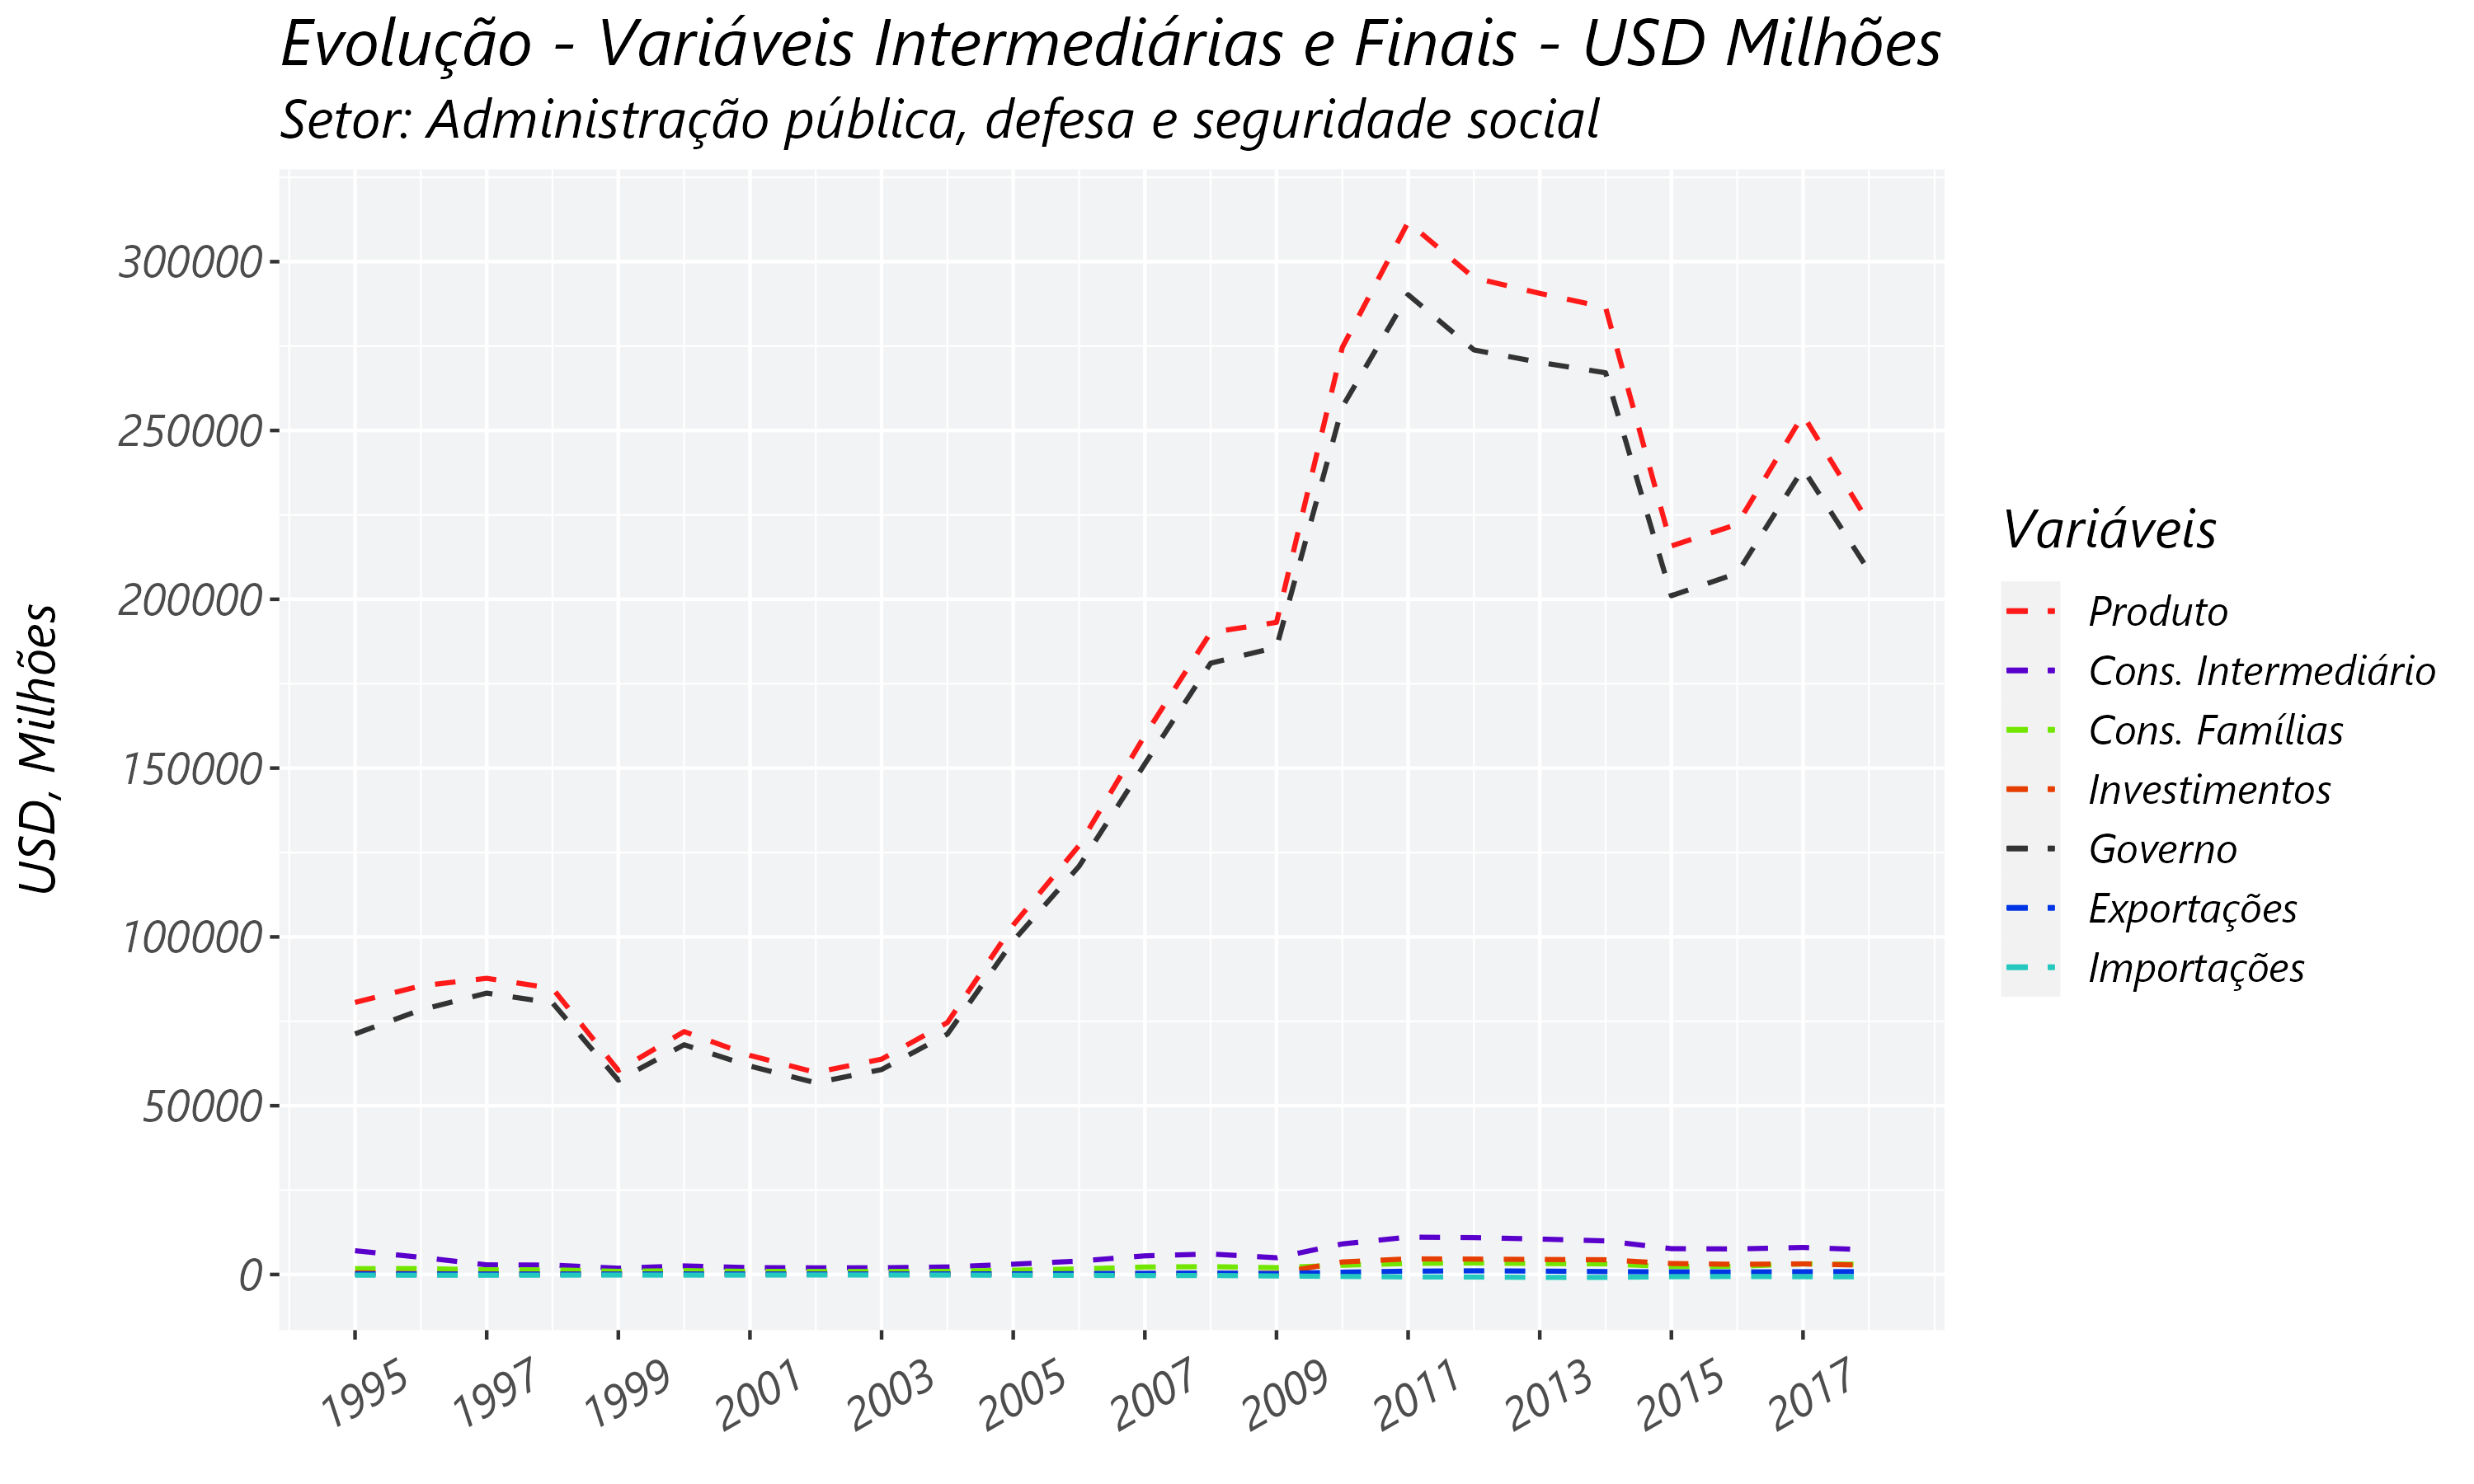 Evolução - Variáveis Intermediárias e Finais - USD Milhões
Setor: Administração pública, defesa e seguridade social
USD, Milhões
300000
250000
200000
150000
100000
50000
0
1995
1997
1999
2001
2003
2005
2007
2009
2011
2013
2015
2017
Variáveis
Produto
Cons. Intermediário
Cons. Famílias
Investimentos
Governo
Exportações
Importações